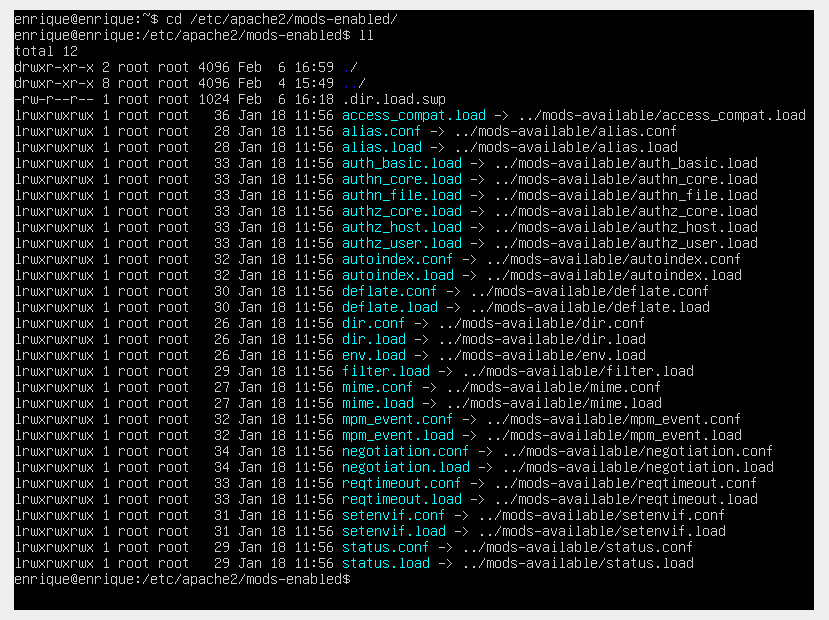 enrique@enrique:~$ cd /etc/apache2/mods-enabled/
enrique@enrique:/etc/apache2/mods-enabled$ ll
total 12
drwxr-xr-x 2 root root 4096 Feb  6 16:59 ./
drwxr-xr-x 8 root root 4096 Feb  4 15:49 ../
-rw-r--r-- 1 root root 1024 Feb  6 16:18 .dir.load.swp
lrwxrwxrwx 1 root root   36 Jan 18 11:56 access_compat.load -> ../mods-available/access_compat.load
lrwxrwxrwx 1 root root   28 Jan 18 11:56 alias.conf -> ../mods-available/alias.conf
lrwxrwxrwx 1 root root   28 Jan 18 11:56 alias.load -> ../mods-available/alias.load
lrwxrwxrwx 1 root root   33 Jan 18 11:56 auth_basic.load -> ../mods-available/auth_basic.load
lrwxrwxrwx 1 root root   33 Jan 18 11:56 authn_core.load -> ../mods-available/authn_core.load
lrwxrwxrwx 1 root root   33 Jan 18 11:56 authn_file.load -> ../mods-available/authn_file.load
lrwxrwxrwx 1 root root   33 Jan 18 11:56 authz_core.load -> ../mods-available/authz_core.load
lrwxrwxrwx 1 root root   33 Jan 18 11:56 authz_host.load -> ../mods-available/authz_host.load
lrwxrwxrwx 1 root root   33 Jan 18 11:56 authz_user.load -> ../mods-available/authz_user.load
lrwxrwxrwx 1 root root   32 Jan 18 11:56 autoindex.conf -> ../mods-available/autoindex.conf
lrwxrwxrwx 1 root root   32 Jan 18 11:56 autoindex.load -> ../mods-available/autoindex.load
lrwxrwxrwx 1 root root   30 Jan 18 11:56 deflate.conf -> ../mods-available/deflate.conf
lrwxrwxrwx 1 root root   30 Jan 18 11:56 deflate.load -> ../mods-available/deflate.load
lrwxrwxrwx 1 root root   26 Jan 18 11:56 dir.conf -> ../mods-available/dir.conf
lrwxrwxrwx 1 root root   26 Jan 18 11:56 dir.load -> ../mods-available/dir.load
lrwxrwxrwx 1 root root   26 Jan 18 11:56 env.load -> ../mods-available/env.load
lrwxrwxrwx 1 root root   29 Jan 18 11:56 filter.load -> ../mods-available/filter.load
lrwxrwxrwx 1 root root   27 Jan 18 11:56 mime.conf -> ../mods-available/mime.conf
lrwxrwxrwx 1 root root   27 Jan 18 11:56 mime.load -> ../mods-available/mime.load
lrwxrwxrwx 1 root root   32 Jan 18 11:56 mpm_event.conf -> ../mods-available/mpm_event.conf
lrwxrwxrwx 1 root root   32 Jan 18 11:56 mpm_event.load -> ../mods-available/mpm_event.load
lrwxrwxrwx 1 root root   34 Jan 18 11:56 negotiation.conf -> ../mods-available/negotiation.conf
lrwxrwxrwx 1 root root   34 Jan 18 11:56 negotiation.load -> ../mods-available/negotiation.load
lrwxrwxrwx 1 root root   33 Jan 18 11:56 reqtimeout.conf -> ../mods-available/reqtimeout.conf
lrwxrwxrwx 1 root root   33 Jan 18 11:56 reqtimeout.load -> ../mods-available/reqtimeout.load
lrwxrwxrwx 1 root root   31 Jan 18 11:56 setenvif.conf -> ../mods-available/setenvif.conf
lrwxrwxrwx 1 root root   31 Jan 18 11:56 setenvif.load -> ../mods-available/setenvif.load
lrwxrwxrwx 1 root root   29 Jan 18 11:56 status.conf -> ../mods-available/status.conf
lrwxrwxrwx 1 root root   29 Jan 18 11:56 status.load -> ../mods-available/status.load
enrique@enrique:/etc/apache2/mods-enabled$